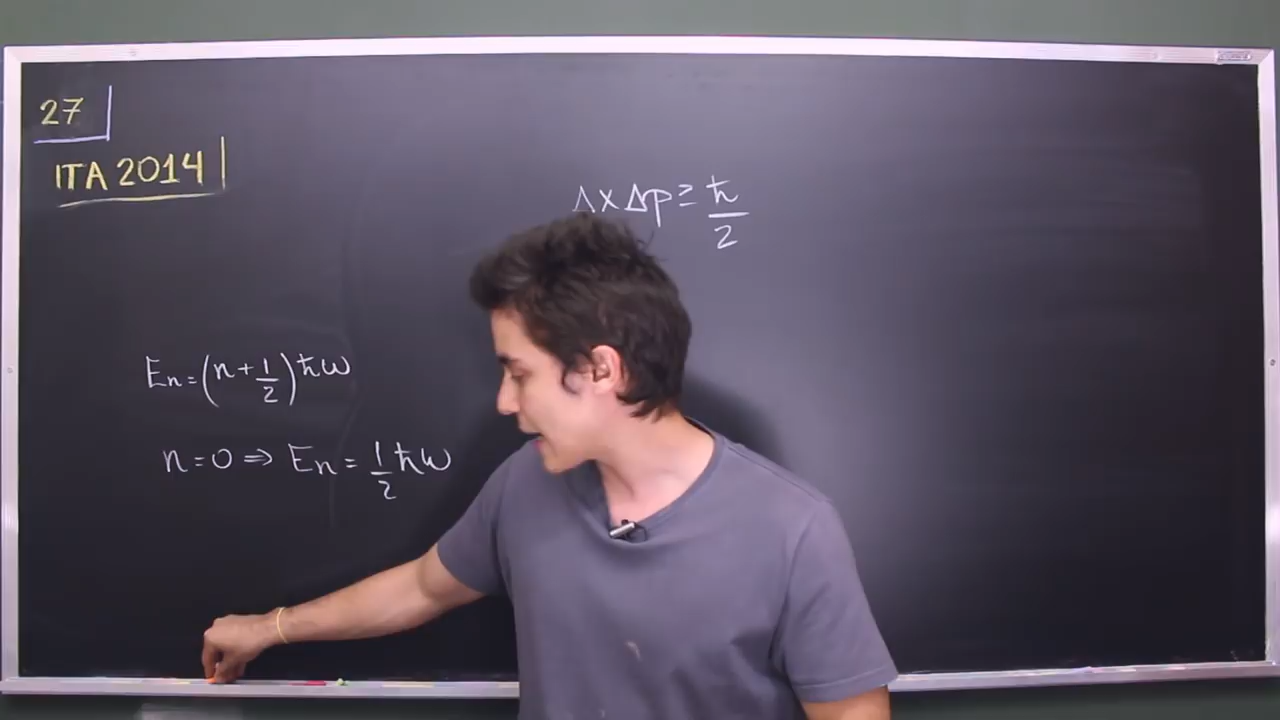 27
ITA 2014
Δx Δp ≥ ħ/2
En = (n + 1/2) ħω
n = 0 ⇒ En = 1/2 ħω